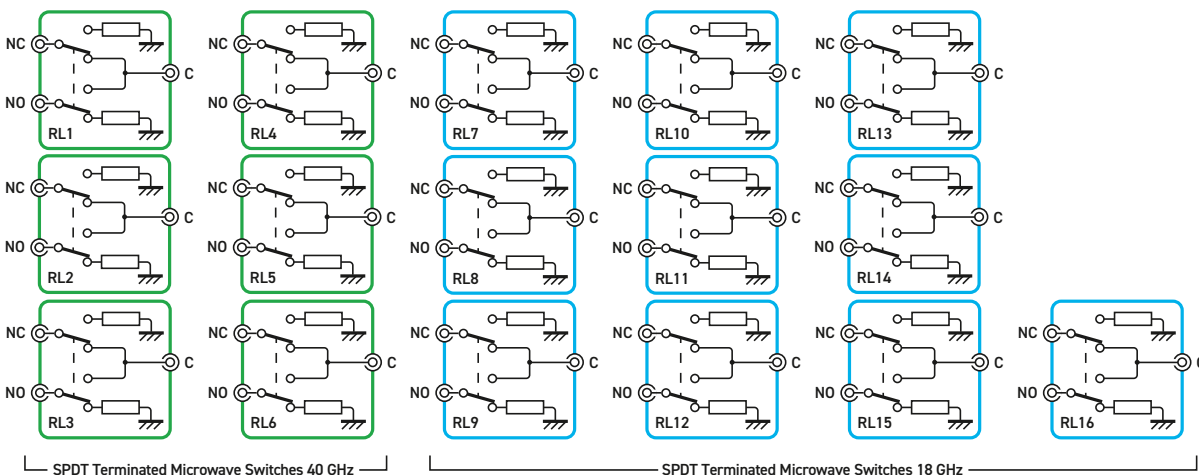 NC C NO RL1
NC C NO RL4
NC C NO RL7
NC C NO RL10
NC C NO RL13
NC C NO RL2
NC C NO RL5
NC C NO RL8
NC C NO RL11
NC C NO RL14
NC C NO RL3
NC C NO RL6
NC C NO RL9
NC C NO RL12
NC C NO RL15
NC C NO RL16
SPDT Terminated Microwave Switches 40 GHz
SPDT Terminated Microwave Switches 18 GHz